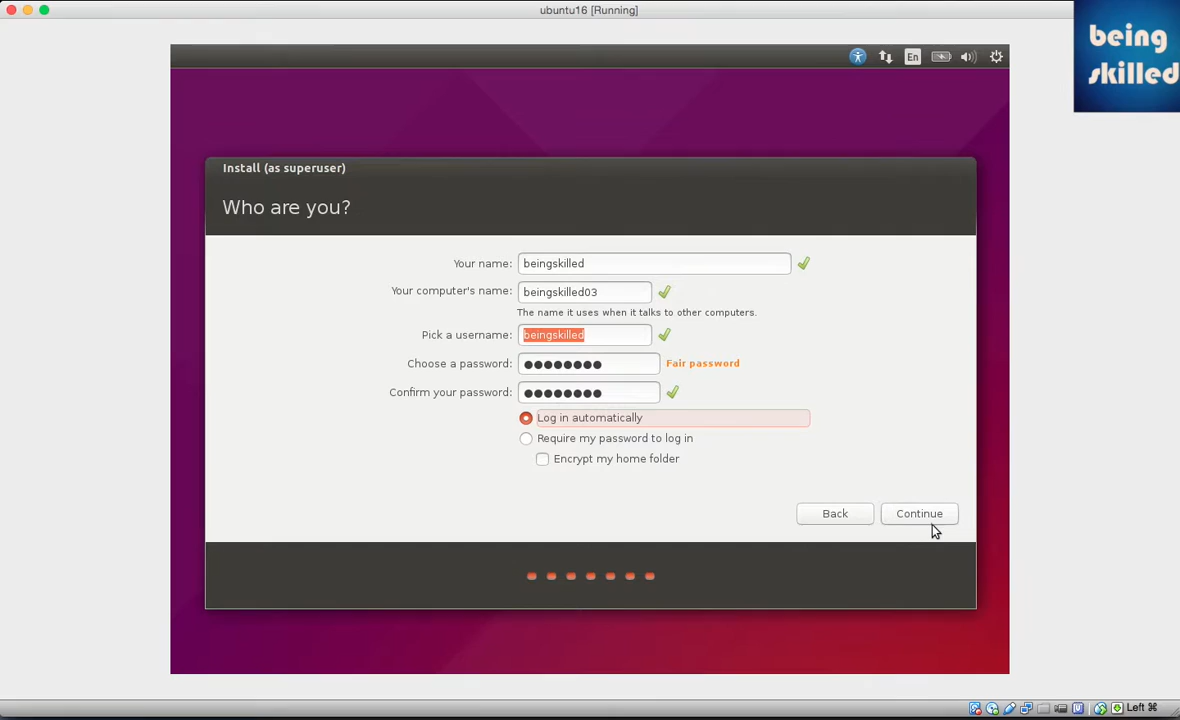 ubuntu16 [Running]
being
skilled
En
Install (as superuser)
Who are you?
Your name: beingskilled
Your computer's name: beingskilled03
The name it uses when it talks to other computers.
Pick a username: beingskilled
Choose a password: ●●●●●●●● Fair password
Confirm your password: ●●●●●●●●
Log in automatically
Require my password to log in
Encrypt my home folder
Back Continue
Left ⌘